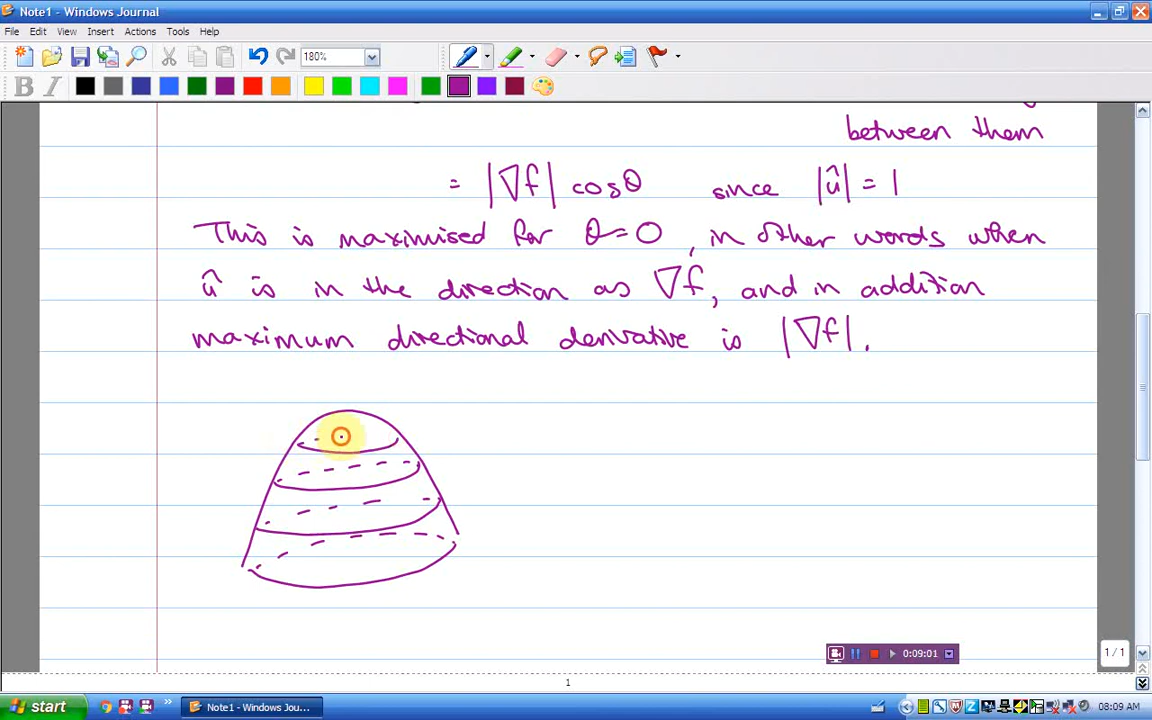 Note1 - Windows Journal
File Edit View Insert Actions Tools Help
180%
B I
between them
= |∇f| cosθ since |û| = 1
This is maximised for θ=0, in other words when
û is in the direction as ∇f, and in addition
maximum directional derivative is |∇f|.
0:09:01
1/1
1
start
Note1 - Windows Jou...
08:09 AM